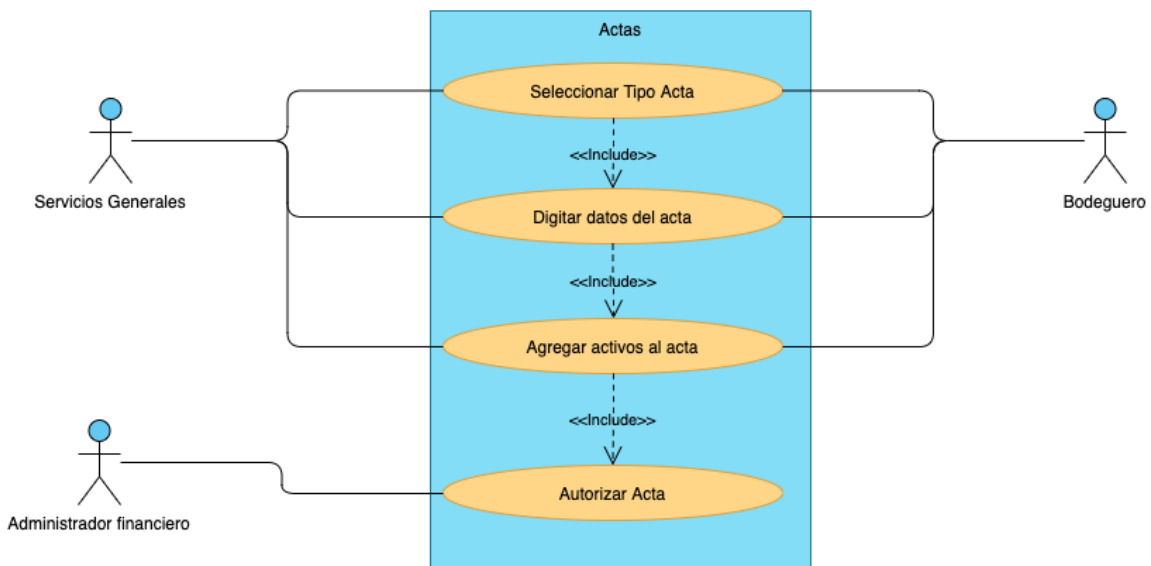 Actas
Seleccionar Tipo Acta
<<Include>>
Servicios Generales
Bodeguero
Digitar datos del acta
<<Include>>
Agregar activos al acta
<<Include>>
Autorizar Acta
Administrador financiero